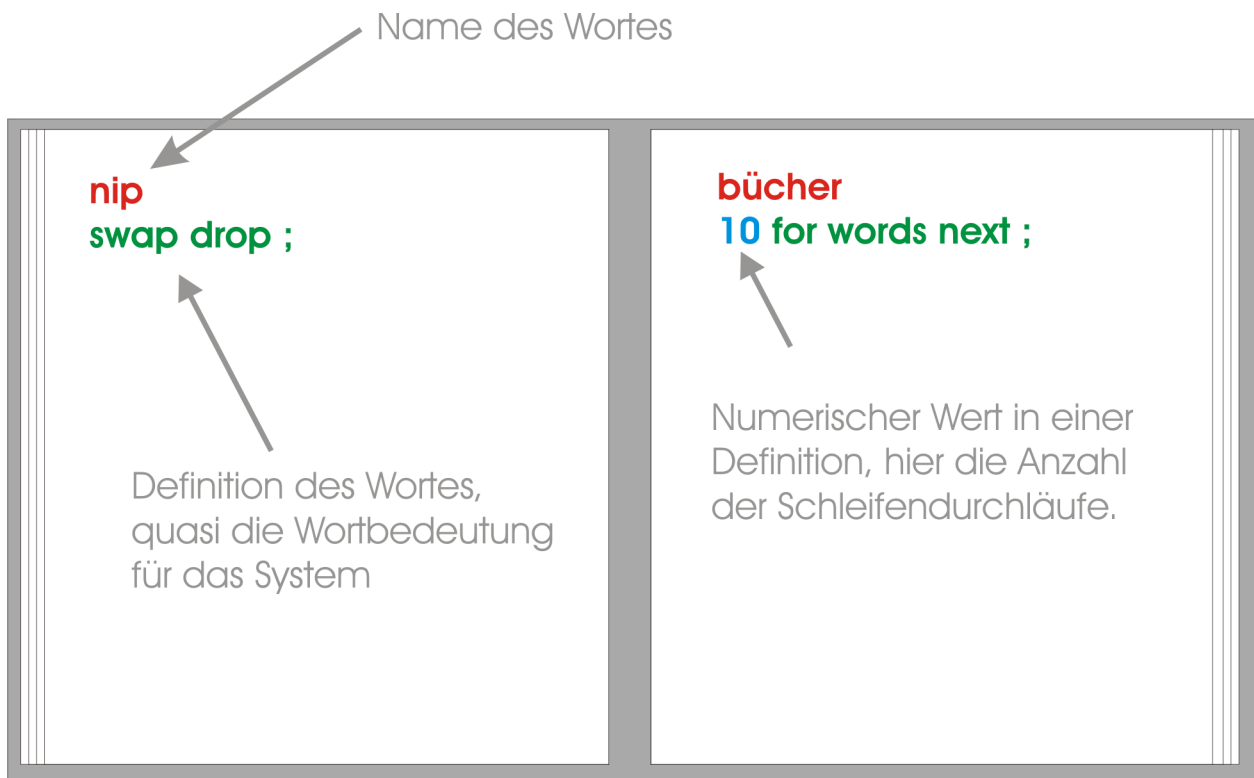 Name des Wortes
nip
swap drop ;
Definition des Wortes,
quasi die Wortbedeutung
für das System
bücher
10 for words next ;
Numerischer Wert in einer
Definition, hier die Anzahl
der Schleifendurchläufe.